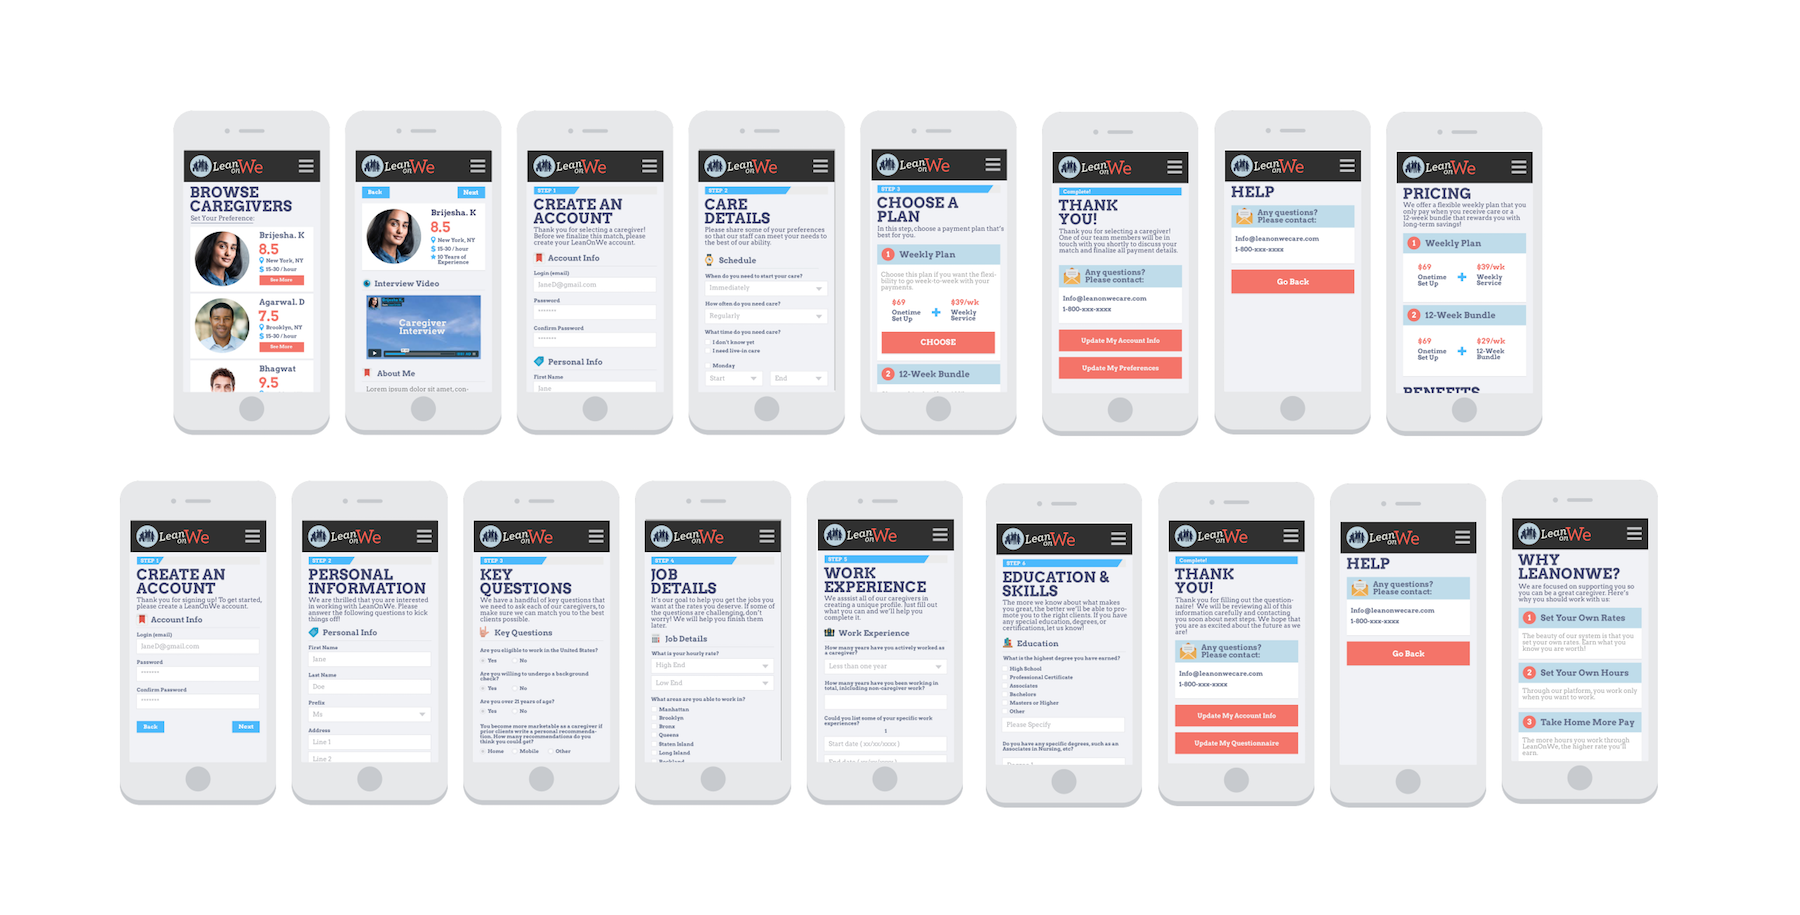 LeanonWe
BROWSE
CAREGIVERS
Set Your Preference:
Brijesha. K
8.5
New York, NY
15-30 / hour
See More
Agarwal. D
7.5
Brooklyn, NY
15-30 / hour
See More
Bhagwat
9.5
LeanonWe
Back
Next
Brijesha. K
8.5
New York, NY
15-30 / hour
10 Years of
Experience
Interview Video
Caregiver
Interview
About Me
Lorem ipsum dolor sit amet, con-
LeanonWe
STEP 1
CREATE AN
ACCOUNT
Thank you for selecting a caregiver!
Before we finalize this match, please
create your LeanOnWe account.
Account Info
Login (email)
JaneD@gmail.com
Password
*******
Confirm Password
*******
Personal Info
First Name
Jane
LeanonWe
STEP 2
CARE
DETAILS
Please share some of your preferences
so that our staff can meet your needs to
the best of our ability.
Schedule
When do you need to start your care?
Immediately
How often do you need care?
Regularly
What time do you need care?
I don't know yet
I need live-in care
Monday
Start
End
LeanonWe
STEP 3
CHOOSE A
PLAN
In this step, choose a payment plan that's
best for you.
1 Weekly Plan
Choose this plan if you want the flexi-
bility to go week-to-week with your
payments.
$69
Onetime
Set Up
+
$39/wk
Weekly
Service
CHOOSE
2 12-Week Bundle
LeanonWe
Complete!
THANK
YOU!
Thank you for selecting a caregiver!
One of our team members will be in
touch with you shortly to discuss your
match and finalize all payment details.
Any questions?
Please contact:
Info@leanonwecare.com
1-800-xxx-xxxx
Update My Account Info
Update My Preferences
LeanonWe
HELP
Any questions?
Please contact:
Info@leanonwecare.com
1-800-xxx-xxxx
Go Back
LeanonWe
PRICING
We offer a flexible weekly plan that you
only pay when you receive care or a
12-week bundle that rewards you with
long-term savings!
1 Weekly Plan
$69
Onetime
Set Up
+
$39/wk
Weekly
Service
2 12-Week Bundle
$69
Onetime
Set Up
+
$29/wk
12-Week
Bundle
BENEFITS
LeanonWe
STEP 1
CREATE AN
ACCOUNT
Thank you for signing up! To get started,
please create a LeanOnWe account.
Account Info
Login (email)
JaneD@gmail.com
Password
*******
Confirm Password
*******
Back
Next
LeanonWe
STEP 2
PERSONAL
INFORMATION
We are thrilled that you are interested
in working with LeanOnWe. Please
answer the following questions to kick
things off!
Personal Info
First Name
Jane
Last Name
Doe
Prefix
Ms
Address
Line 1
Line 2
LeanonWe
STEP 3
KEY
QUESTIONS
We have a handful of key questions that
we need to ask each of our caregivers, to
make sure we can match you to the best
clients possible.
Key Questions
Are you eligible to work in the United States?
Yes No
Are you willing to undergo a background
check?
Yes No
Are you over 21 years of age?
Yes No
You become more marketable as a caregiver if
prior clients write a personal recommenda-
tion. How many recommendations do you
think you could get?
Home Mobile Other
LeanonWe
STEP 4
JOB
DETAILS
It's our goal to help you get the jobs you
want at the rates you deserve. If some of
the questions are challenging, don't
worry! We will help you finish them
later.
Job Details
What is your hourly rate?
High End
Low End
What areas are you able to work in?
Manhattan
Brooklyn
Bronx
Queens
Staten Island
Long Island
Rockland
LeanonWe
STEP 5
WORK
EXPERIENCE
We asssist all of our caregivers in
creating a unique profile. Just fill out
what you can and we'll help you
complete it.
Work Experience
How many years have you actively worked as
a caregiver?
Less than one year
How many years have you been working in
total, inlcluding non-caregiver work?
Could you list some of your specific work
experiences?
1
Start date ( xx/xx/xxxx )
End date ( xx/xx/xxxx )
LeanonWe
STEP 6
EDUCATION &
SKILLS
The more we know about what makes
you great, the better we'll be able to pro-
mote you to the right clients. If you have
any special education, degrees, or
certifications, let us know!
Education
What is the highest degree you have earned?
High School
Professional Certificate
Associates
Bachelors
Masters or Higher
Other
Please Specify
Do you have any specific degrees, such as an
Associates in Nursing, etc?
LeanonWe
Complete!
THANK
YOU!
Thank you for filling out the question-
naire! We will be reviewing all of this
information carefully and contacting
you soon about next steps. We hope that
you are as excited about the future as we
are!
Any questions?
Please contact:
Info@leanonwecare.com
1-800-xxx-xxxx
Update My Account Info
Update My Questionnaire
LeanonWe
HELP
Any questions?
Please contact:
Info@leanonwecare.com
1-800-xxx-xxxx
Go Back
LeanonWe
WHY
LEANONWE?
We are focused on supporting you so
you can be a great caregiver. Here's
why you should work with us:
1 Set Your Own Rates
The beauty of our system is that you
set your own rates. Earn what you
know you are worth!
2 Set Your Own Hours
Through our platform, you work only
when you want to work.
3 Take Home More Pay
The more hours you work through
LeanOnWe, the higher rate you'll
earn.